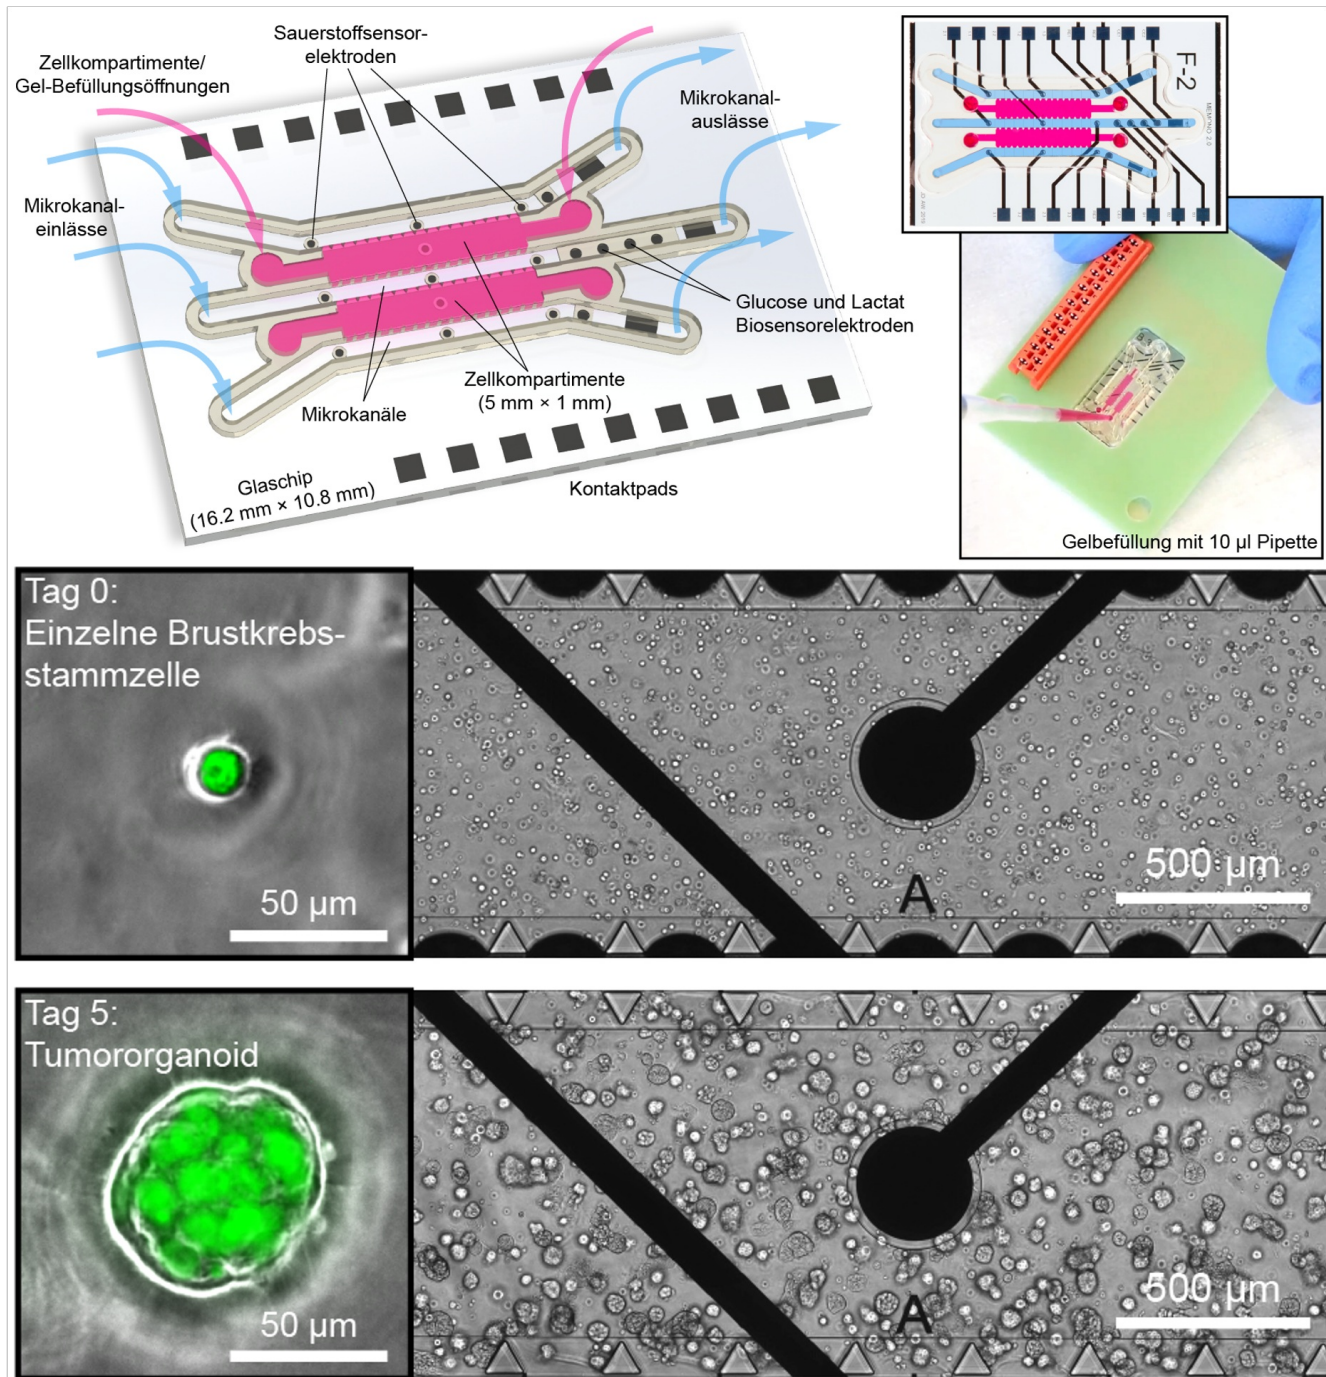 Sauerstoffsensor-
elektroden
Zellkompartimente/
Gel-Befüllungsöffnungen
Mikrokanal-
auslässe
Mikrokanal-
einlässe
Glucose und Lactat
Biosensorelektroden
Zellkompartimente
(5 mm × 1 mm)
Mikrokanäle
Glaschip
(16.2 mm × 10.8 mm)
Kontaktpads
F-2
Gelbefüllung mit 10 µl Pipette
Tag 0:
Einzelne Brustkrebs-
stammzelle
50 µm
A
500 µm
Tag 5:
Tumororganoid
50 µm
A
500 µm